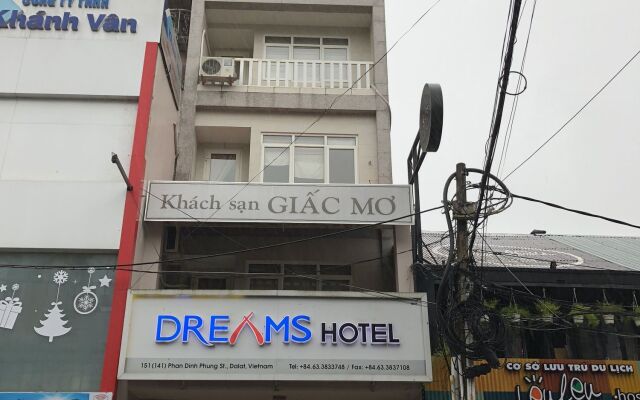 CÔNG TY TNHH
Khánh Vân
Khách sạn GIẤC MƠ
DREAMS HOTEL
151 (141) Phan Dinh Phung St., Dalat, Vietnam
Tel: +84.63.3833748 / Fax: +84.63.3837108
CƠ SỞ LƯU TRÚ DU LỊCH